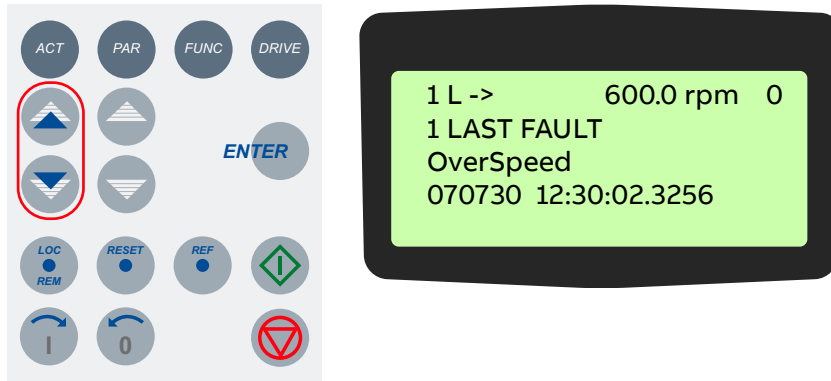 ACT PAR FUNC DRIVE
ENTER
LOC RESET REF
REM
I
I 0
1 L -> 600.0 rpm 0
1 LAST FAULT
OverSpeed
070730 12:30:02.3256